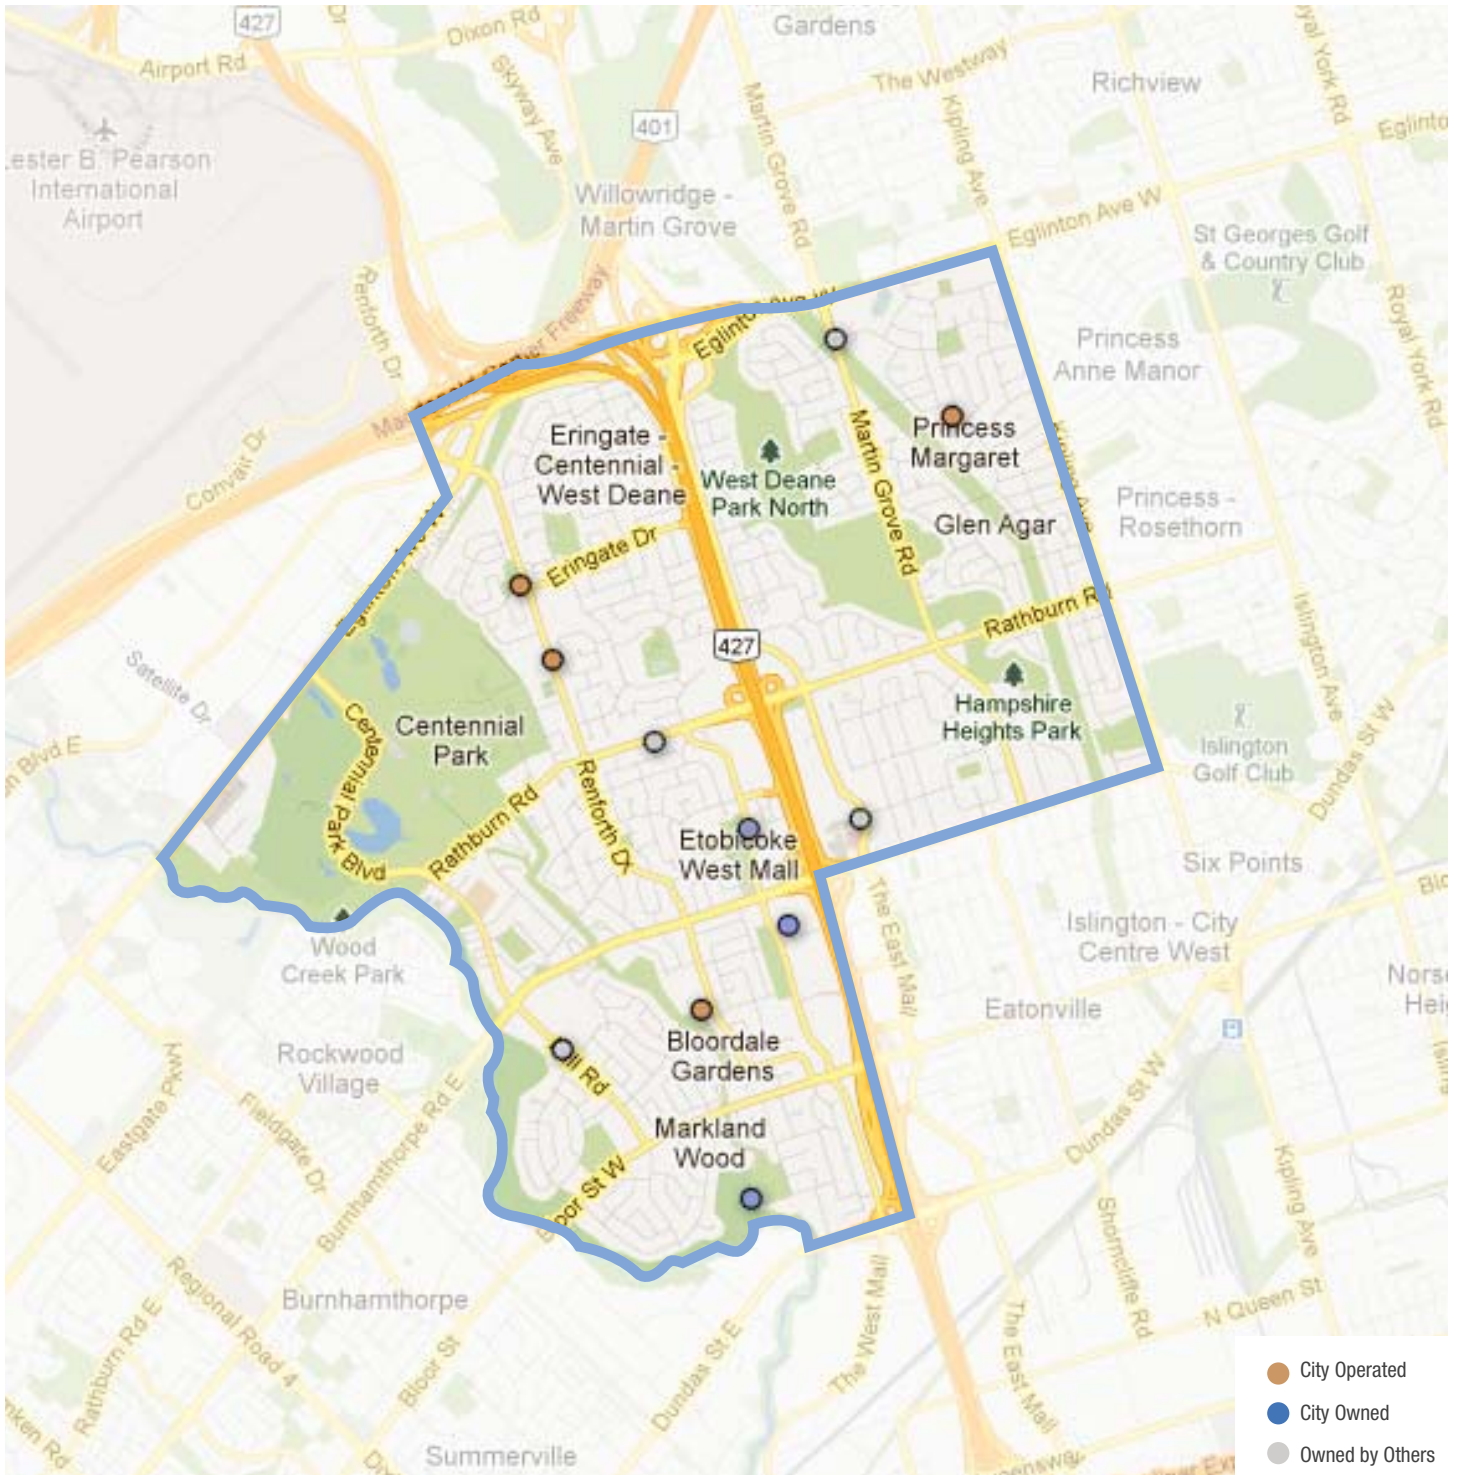 427
Dixon Rd
Gardens
Airport Rd
Skyway Ave
The Westway
Richview
401
Martin Grove Rd
Kipling Ave
Lester B. Pearson
International
Airport
Willowridge -
Martin Grove
Eglinton Ave W
St Georges Golf
& Country Club
Renforth Dr
Royal York Rd
Princess
Anne Manor
Convair Dr
Eringate -
Centennial -
West Deane
West Deane
Park North
Martin Grove Rd
Princess
Margaret
Kipling Ave
Glen Agar
Princess -
Rosethorn
Eringate Dr
Rathburn Rd
Islington Ave
427
Satellite Dr
Centennial
Park
Centennial Park Blvd
Hampshire
Heights Park
Islington
Golf Club
Dundas St W
Renforth Dr
Rathburn Rd
Etobicoke
West Mall
Six Points
The East Mall
Islington - City
Centre West
Wood
Creek Park
Eatonville
Rockwood
Village
Bloordale
Gardens
Mill Rd
Eastgate Pkwy
Fieldgate Dr
Burnhamthorpe Rd E
Markland
Wood
Dundas St W
Bloor St W
Kipling Ave
Shorncliffe Rd
Regional Road 4
Burnhamthorpe
N Queen St
The West Mall
The East Mall
Rathburn Rd E
Bloor St
Dundas St E
Summerville
City Operated
City Owned
Owned by Others